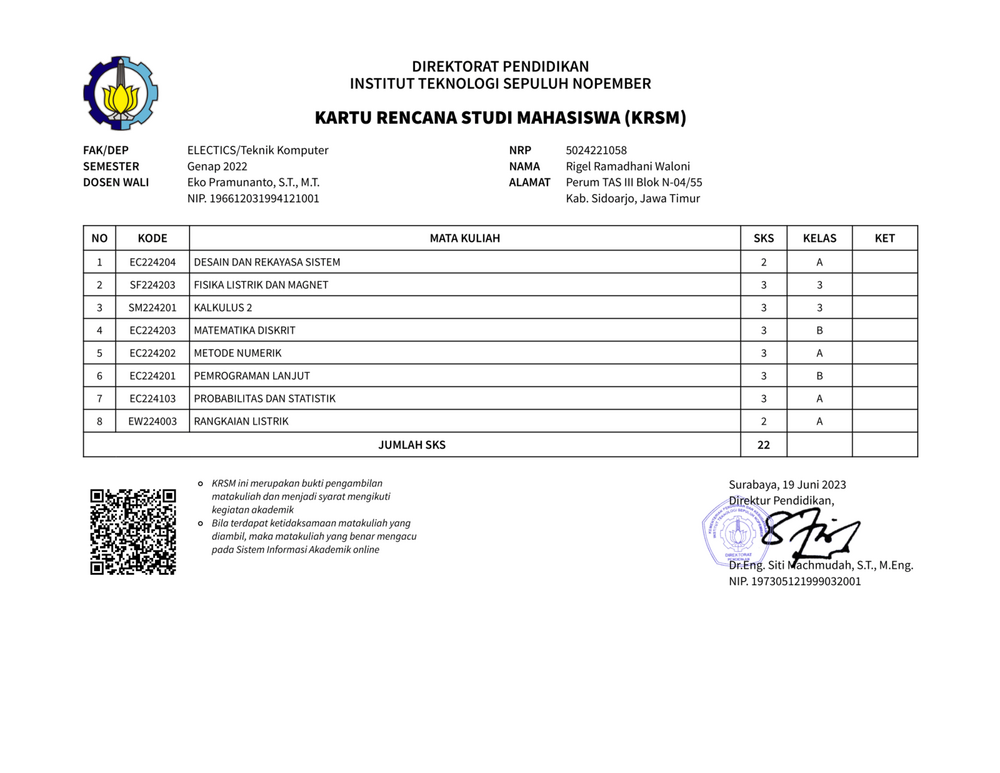 DIREKTORAT PENDIDIKAN
INSTITUT TEKNOLOGI SEPULUH NOPEMBER
KARTU RENCANA STUDI MAHASISWA (KRSM)
FAK/DEP ELECTICS/Teknik Komputer
SEMESTER Genap 2022
DOSEN WALI Eko Pramunanto, S.T., M.T.
NIP. 196612031994121001
NRP 5024221058
NAMA Rigel Ramadhani Waloni
ALAMAT Perum TAS III Blok N-04/55
Kab. Sidoarjo, Jawa Timur
NO KODE MATA KULIAH SKS KELAS KET
1 EC224204 DESAIN DAN REKAYASA SISTEM 2 A
2 SF224203 FISIKA LISTRIK DAN MAGNET 3 3
3 SM224201 KALKULUS 2 3 3
4 EC224203 MATEMATIKA DISKRIT 3 B
5 EC224202 METODE NUMERIK 3 A
6 EC224201 PEMROGRAMAN LANJUT 3 B
7 EC224103 PROBABILITAS DAN STATISTIK 3 A
8 EW224003 RANGKAIAN LISTRIK 2 A
JUMLAH SKS 22
KRSM ini merupakan bukti pengambilan
matakuliah dan menjadi syarat mengikuti
kegiatan akademik
Bila terdapat ketidaksamaan matakuliah yang
diambil, maka matakuliah yang benar mengacu
pada Sistem Informasi Akademik online
Surabaya, 19 Juni 2023
Direktur Pendidikan,
DIREKTORAT
PENDIDIKAN
Dr.Eng. Siti Machmudah, S.T., M.Eng.
NIP. 197305121999032001